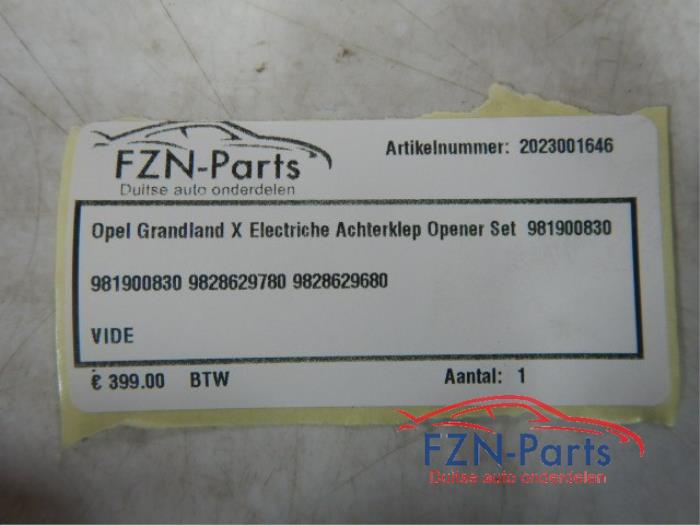 FZN-Parts
Duitse auto onderdelen
Artikelnummer: 2023001646
Opel Grandland X Electriche Achterklep Opener Set 981900830
981900830 9828629780 9828629680
VIDE
€ 399.00 BTW Aantal: 1
FZN-Parts
Duitse auto onderdelen